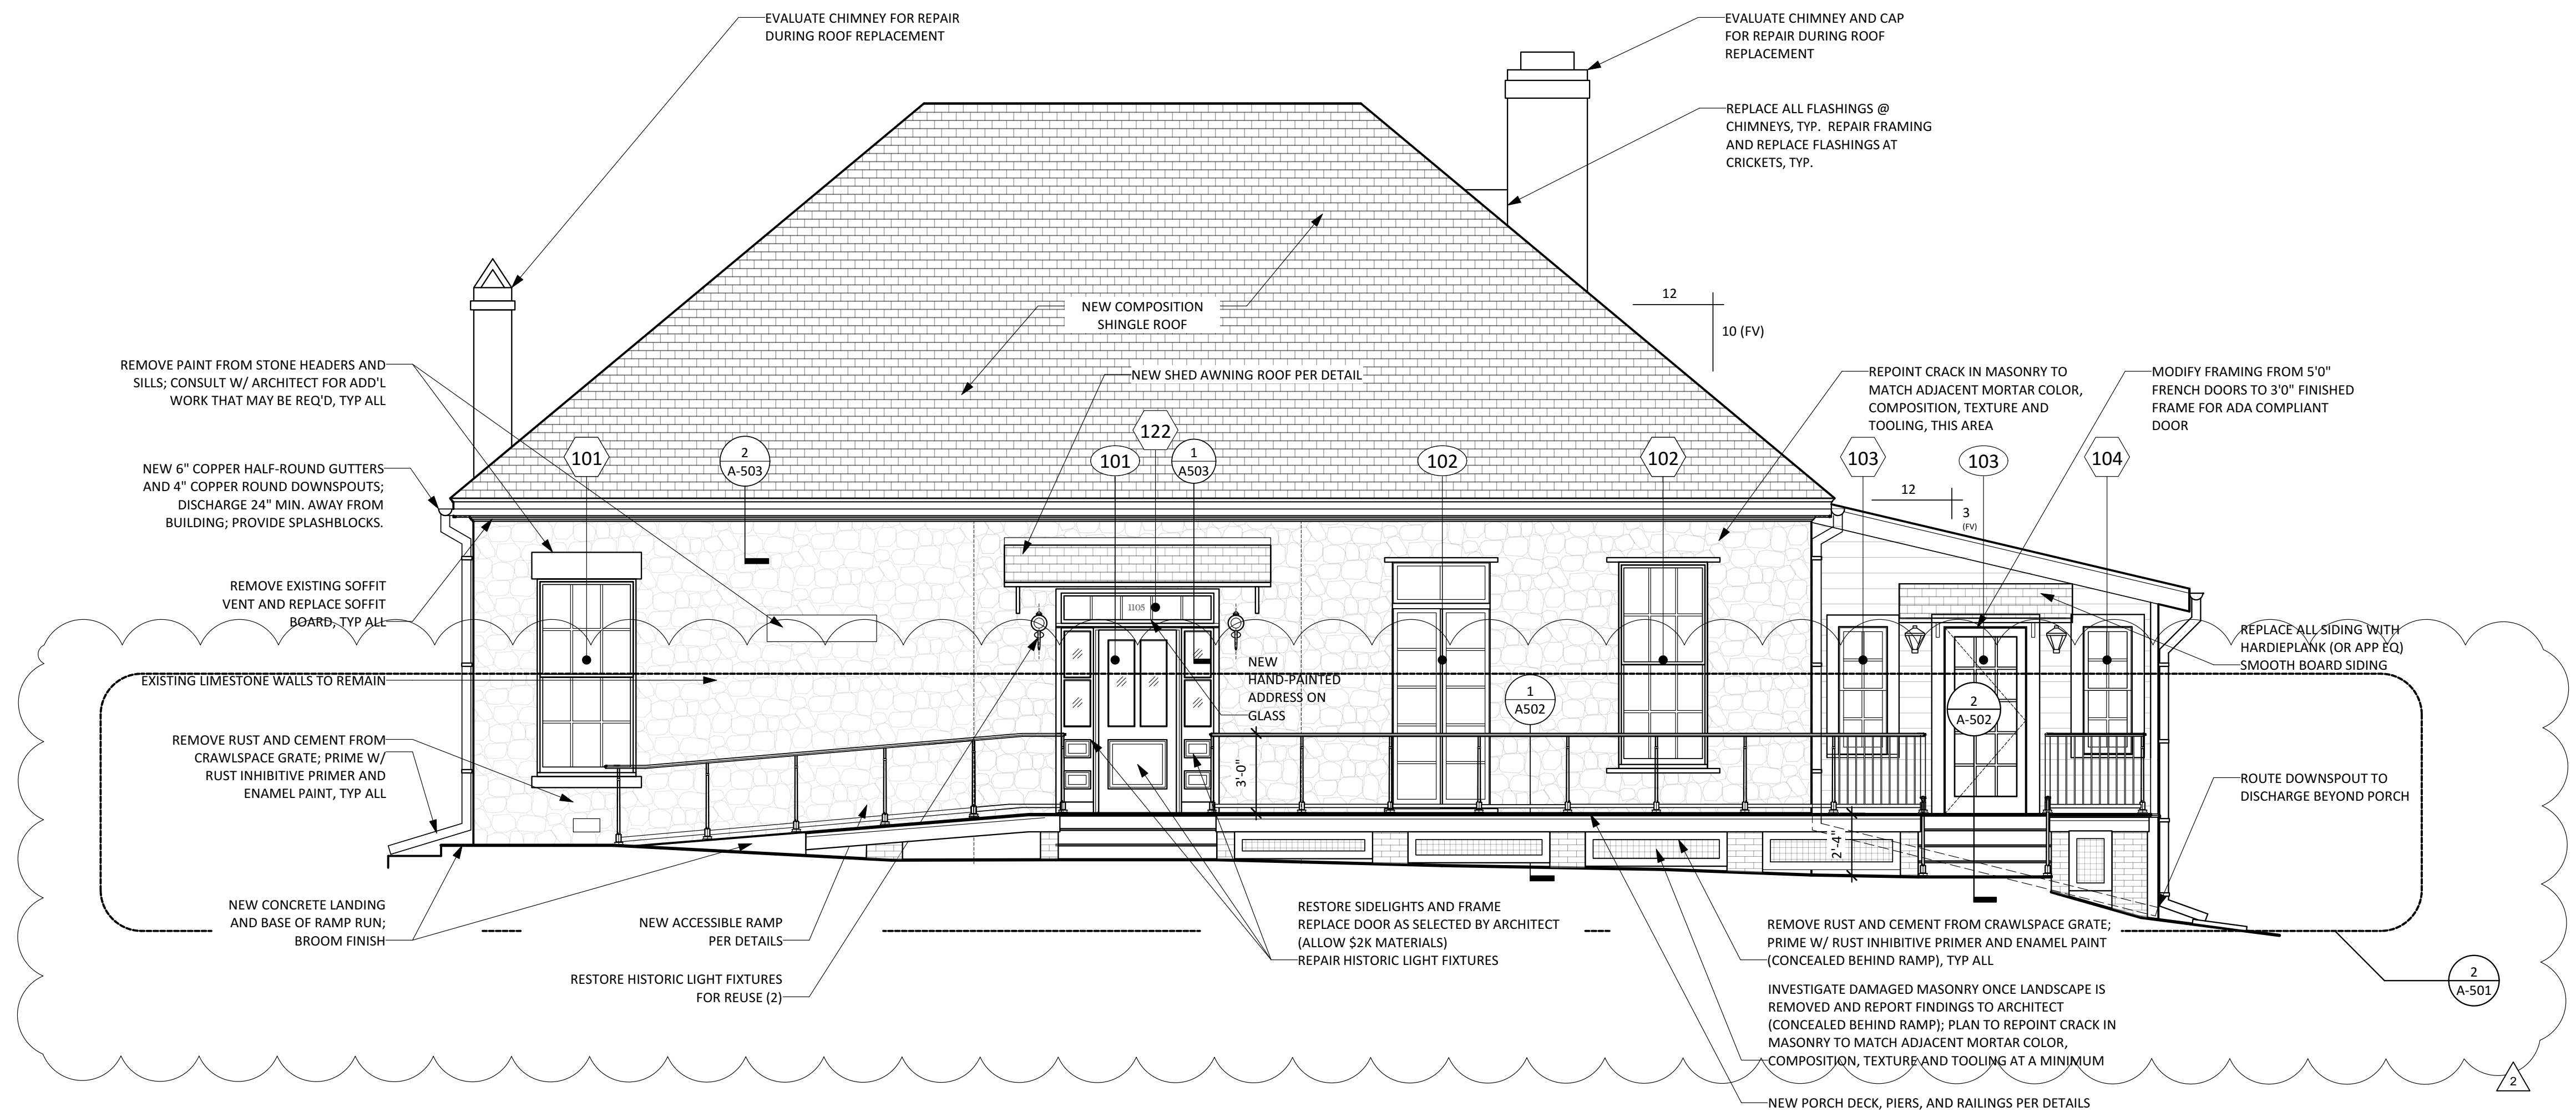 EVALUATE CHIMNEY FOR REPAIR
DURING ROOF REPLACEMENT
EVALUATE CHIMNEY AND CAP
FOR REPAIR DURING ROOF
REPLACEMENT
REPLACE ALL FLASHINGS @
CHIMNEYS, TYP. REPAIR FRAMING
AND REPLACE FLASHINGS AT
CRICKETS, TYP.
12
10 (FV)
NEW COMPOSITION
SHINGLE ROOF
REMOVE PAINT FROM STONE HEADERS AND
SILLS; CONSULT W/ ARCHITECT FOR ADD'L
WORK THAT MAY BE REQ'D, TYP ALL
NEW SHED AWNING ROOF PER DETAIL
REPOINT CRACK IN MASONRY TO
MATCH ADJACENT MORTAR COLOR,
COMPOSITION, TEXTURE AND
TOOLING, THIS AREA
MODIFY FRAMING FROM 5'0"
FRENCH DOORS TO 3'0" FINISHED
FRAME FOR ADA COMPLIANT
DOOR
101
2
A-503
101
122
1
A503
102
102
103
103
104
NEW 6" COPPER HALF-ROUND GUTTERS
AND 4" COPPER ROUND DOWNSPOUTS;
DISCHARGE 24" MIN. AWAY FROM
BUILDING; PROVIDE SPLASHBLOCKS.
12
3
(FV)
REMOVE EXISTING SOFFIT
VENT AND REPLACE SOFFIT
BOARD, TYP ALL
1105
REPLACE ALL SIDING WITH
HARDIEPLANK (OR APP EQ)
SMOOTH BOARD SIDING
EXISTING LIMESTONE WALLS TO REMAIN
NEW
HAND-PAINTED
ADDRESS ON
GLASS
1
A502
2
A-502
REMOVE RUST AND CEMENT FROM
CRAWLSPACE GRATE; PRIME W/
RUST INHIBITIVE PRIMER AND
ENAMEL PAINT, TYP ALL
3'-0"
ROUTE DOWNSPOUT TO
DISCHARGE BEYOND PORCH
2'-4"
NEW CONCRETE LANDING
AND BASE OF RAMP RUN;
BROOM FINISH
NEW ACCESSIBLE RAMP
PER DETAILS
RESTORE HISTORIC LIGHT FIXTURES
FOR REUSE (2)
RESTORE SIDELIGHTS AND FRAME
REPLACE DOOR AS SELECTED BY ARCHITECT
(ALLOW $2K MATERIALS)
REPAIR HISTORIC LIGHT FIXTURES
REMOVE RUST AND CEMENT FROM CRAWLSPACE GRATE;
PRIME W/ RUST INHIBITIVE PRIMER AND ENAMEL PAINT
(CONCEALED BEHIND RAMP), TYP ALL
INVESTIGATE DAMAGED MASONRY ONCE LANDSCAPE IS
REMOVED AND REPORT FINDINGS TO ARCHITECT
(CONCEALED BEHIND RAMP); PLAN TO REPOINT CRACK IN
MASONRY TO MATCH ADJACENT MORTAR COLOR,
COMPOSITION, TEXTURE AND TOOLING AT A MINIMUM
NEW PORCH DECK, PIERS, AND RAILINGS PER DETAILS
2
A-501
2